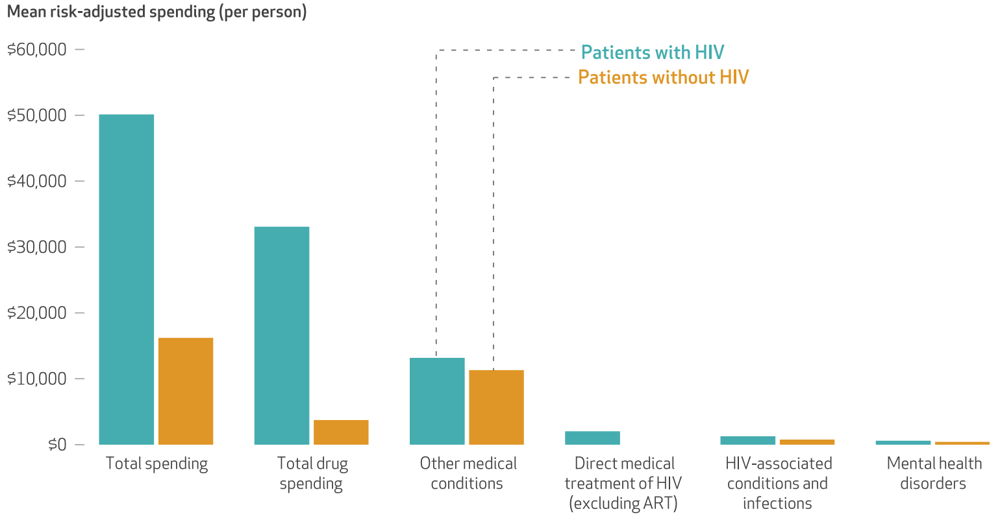 Mean risk-adjusted spending (per person)
$60,000
Patients with HIV
Patients without HIV
$50,000
$40,000
$30,000
$20,000
$10,000
$0
Total spending
Total drug
spending
Other medical
conditions
Direct medical
treatment of HIV
(excluding ART)
HIV-associated
conditions and
infections
Mental health
disorders